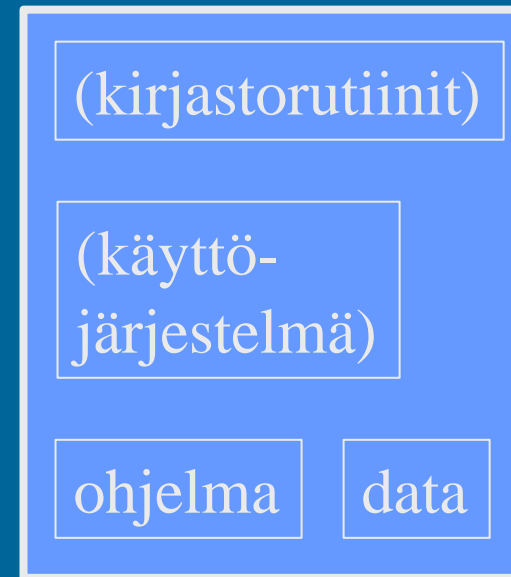 (kirjastorutiinit)
(käyttö-
järjestelmä)
ohjelma
data